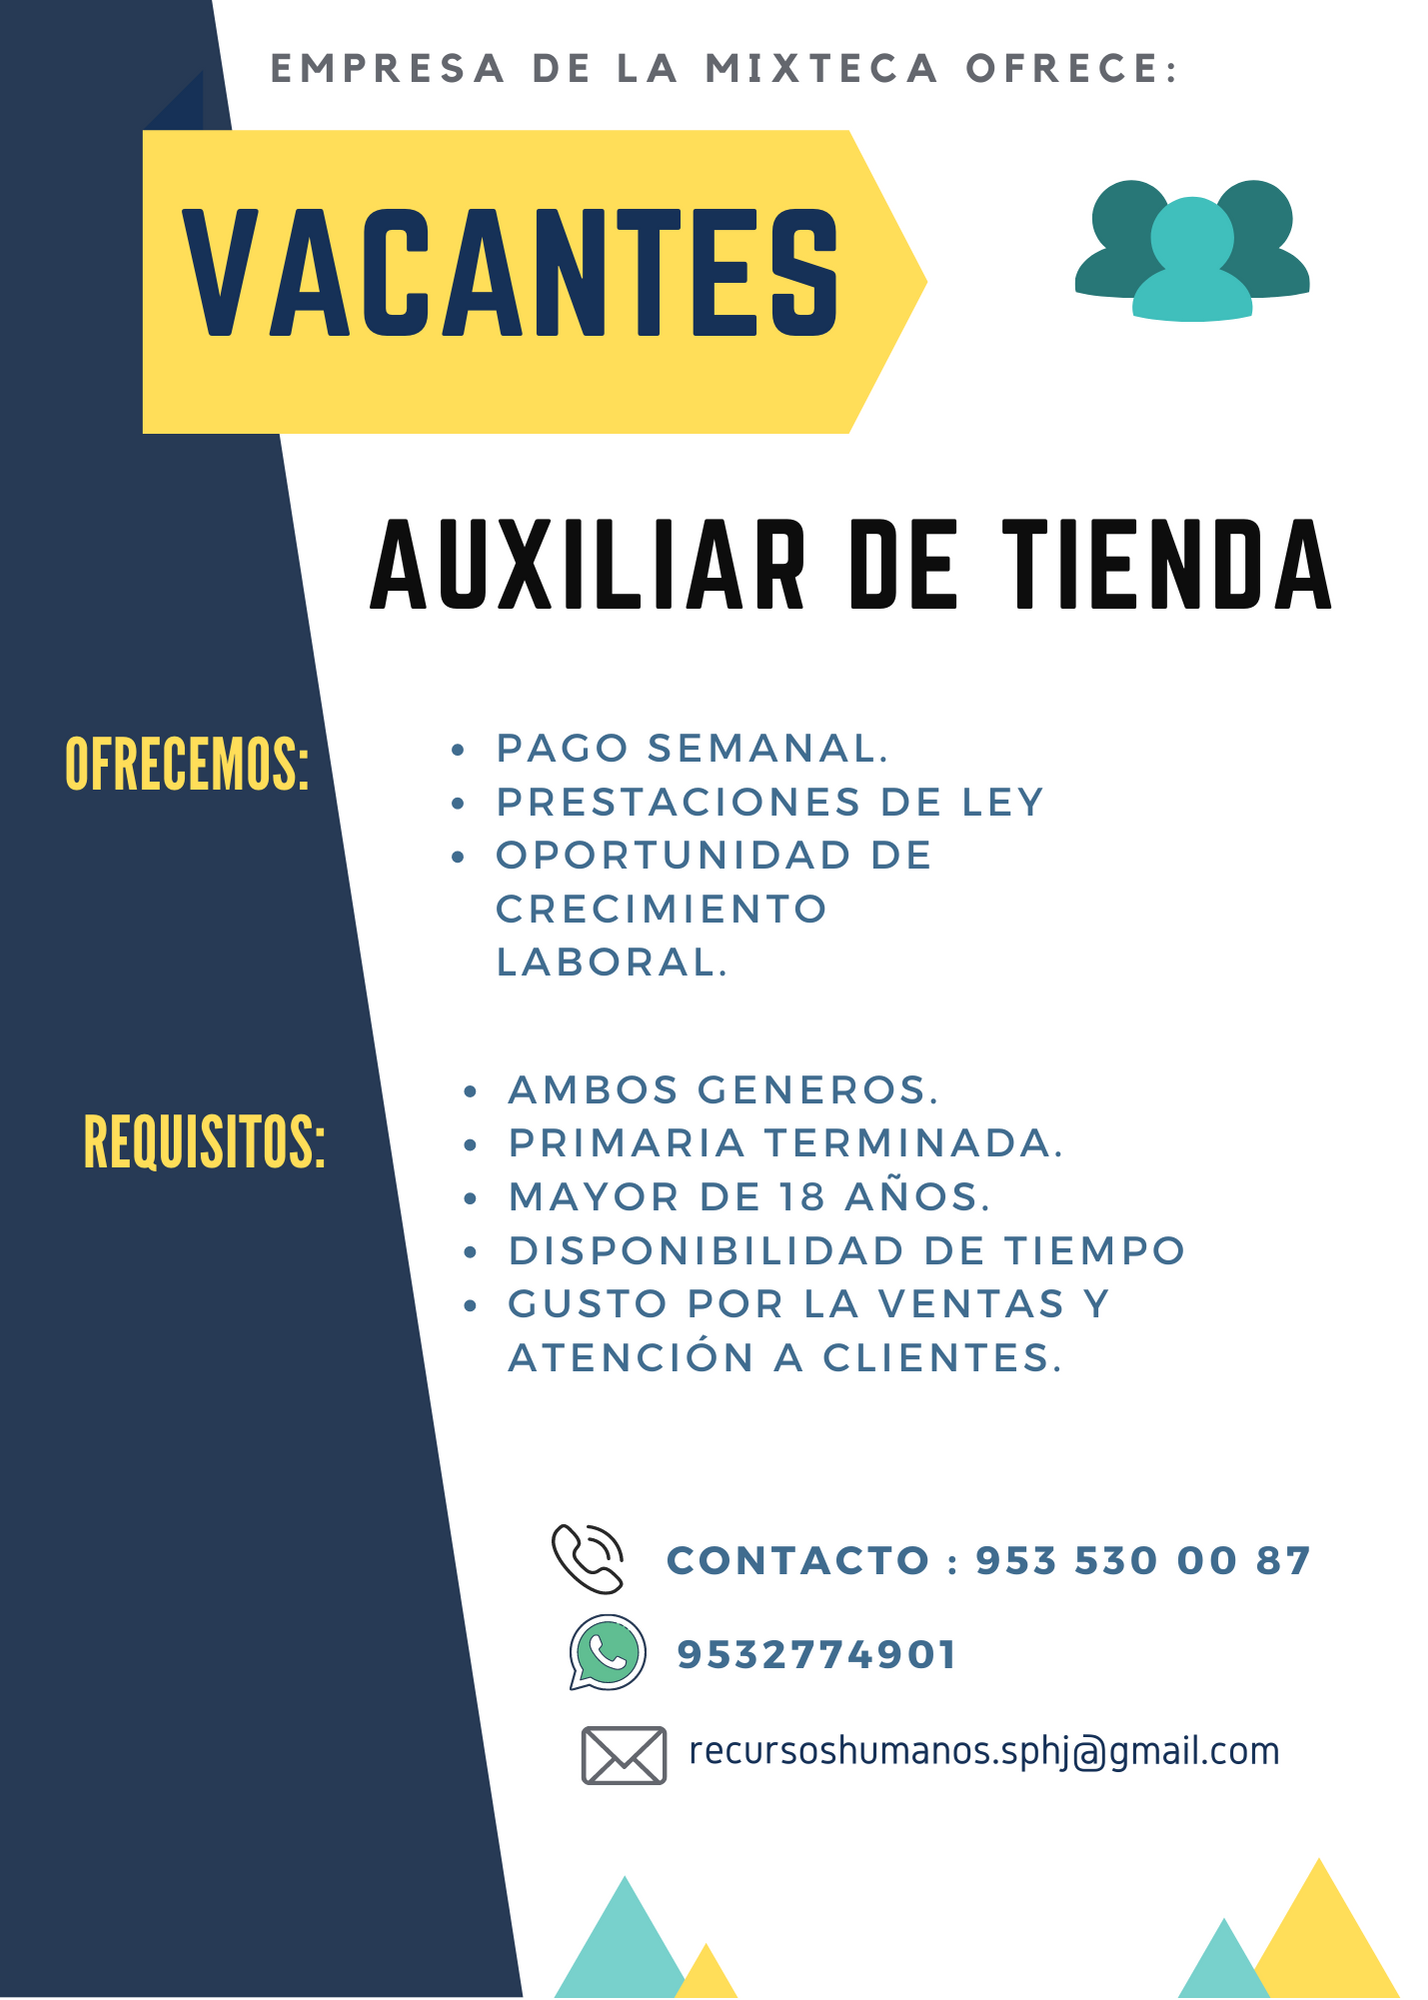 EMPRESA DE LA MIXTECA OFRECE:
VACANTES
AUXILIAR DE TIENDA
OFRECEMOS:
• PAGO SEMANAL.
• PRESTACIONES DE LEY
• OPORTUNIDAD DE
CRECIMIENTO
LABORAL.
REQUISITOS:
• AMBOS GENEROS.
• PRIMARIA TERMINADA.
• MAYOR DE 18 AÑOS.
• DISPONIBILIDAD DE TIEMPO
• GUSTO POR LA VENTAS Y
ATENCIÓN A CLIENTES.
CONTACTO : 953 530 00 87
9532774901
recursoshumanos.sphj@gmail.com